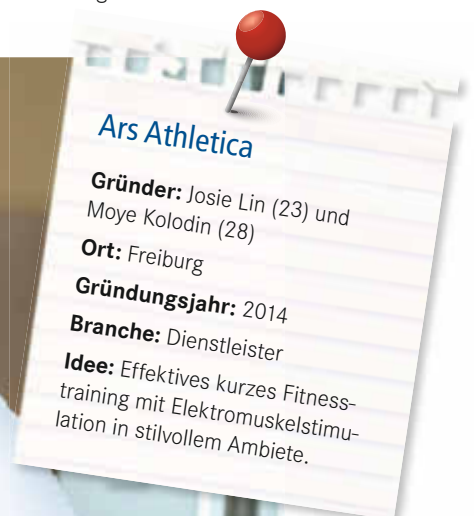 Ars Athletica
Gründer: Josie Lin (23) und
Moye Kolodin (28)
Ort: Freiburg
Gründungsjahr: 2014
Branche: Dienstleister
Idee: Effektives kurzes Fitness-
training mit Elektromuskelstimu-
lation in stilvollem Ambiete.